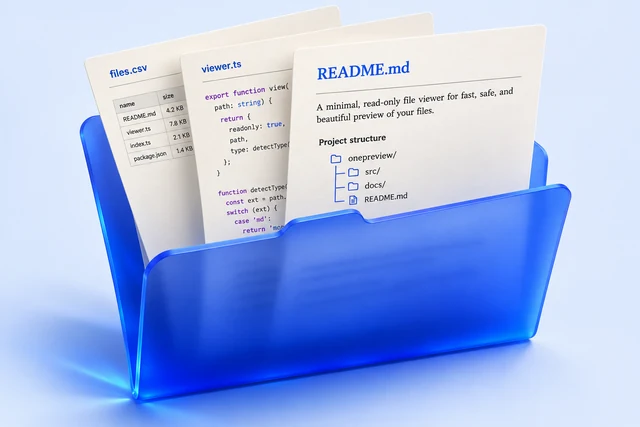 files.csv
name size
README.md 4.2 KB
viewer.ts 7.8 KB
index.ts 2.1 KB
package.json 1.4 KB
viewer.ts
export function view(
path: string) {
return {
readonly: true,
path,
type: detectType(
};
}
function detectType(
const ext = path.
switch (ext) {
case 'md':
return
README.md
A minimal, read-only file viewer for fast, safe, and
beautiful preview of your files.
Project structure
onepreview/
src/
docs/
README.md